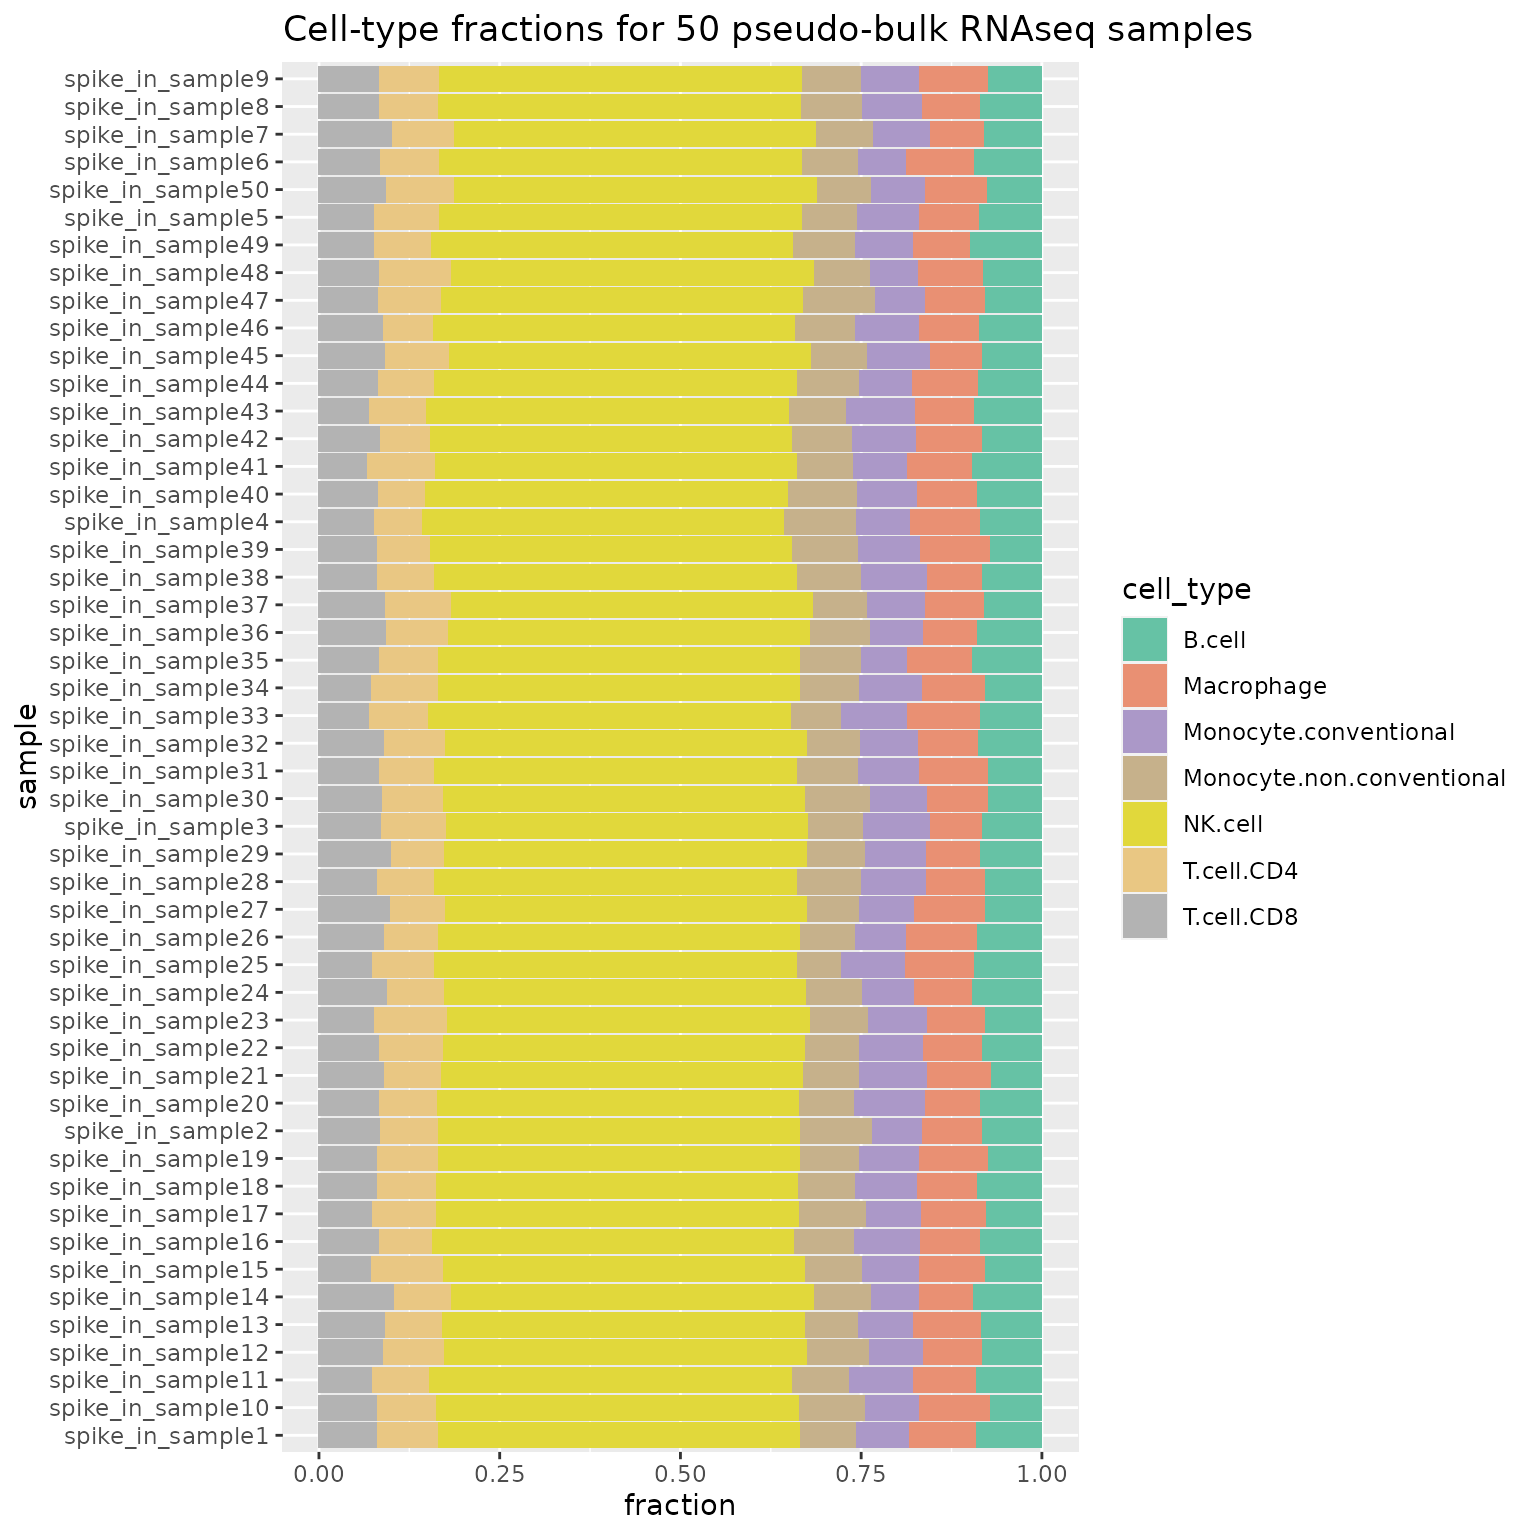 Cell-type fractions for 50 pseudo-bulk RNAseq samples
spike_in_sample9
spike_in_sample8
spike_in_sample7
spike_in_sample6
spike_in_sample50
spike_in_sample5
spike_in_sample49
spike_in_sample48
spike_in_sample47
spike_in_sample46
spike_in_sample45
spike_in_sample44
spike_in_sample43
spike_in_sample42
spike_in_sample41
spike_in_sample40
spike_in_sample4
spike_in_sample39
spike_in_sample38
spike_in_sample37
spike_in_sample36
spike_in_sample35
spike_in_sample34
spike_in_sample33
spike_in_sample32
spike_in_sample31
spike_in_sample30
spike_in_sample3
spike_in_sample29
spike_in_sample28
spike_in_sample27
spike_in_sample26
spike_in_sample25
spike_in_sample24
spike_in_sample23
spike_in_sample22
spike_in_sample21
spike_in_sample20
spike_in_sample2
spike_in_sample19
spike_in_sample18
spike_in_sample17
spike_in_sample16
spike_in_sample15
spike_in_sample14
spike_in_sample13
spike_in_sample12
spike_in_sample11
spike_in_sample10
spike_in_sample1
sample
0.00 0.25 0.50 0.75 1.00
fraction
cell_type
B.cell
Macrophage
Monocyte.conventional
Monocyte.non.conventional
NK.cell
T.cell.CD4
T.cell.CD8